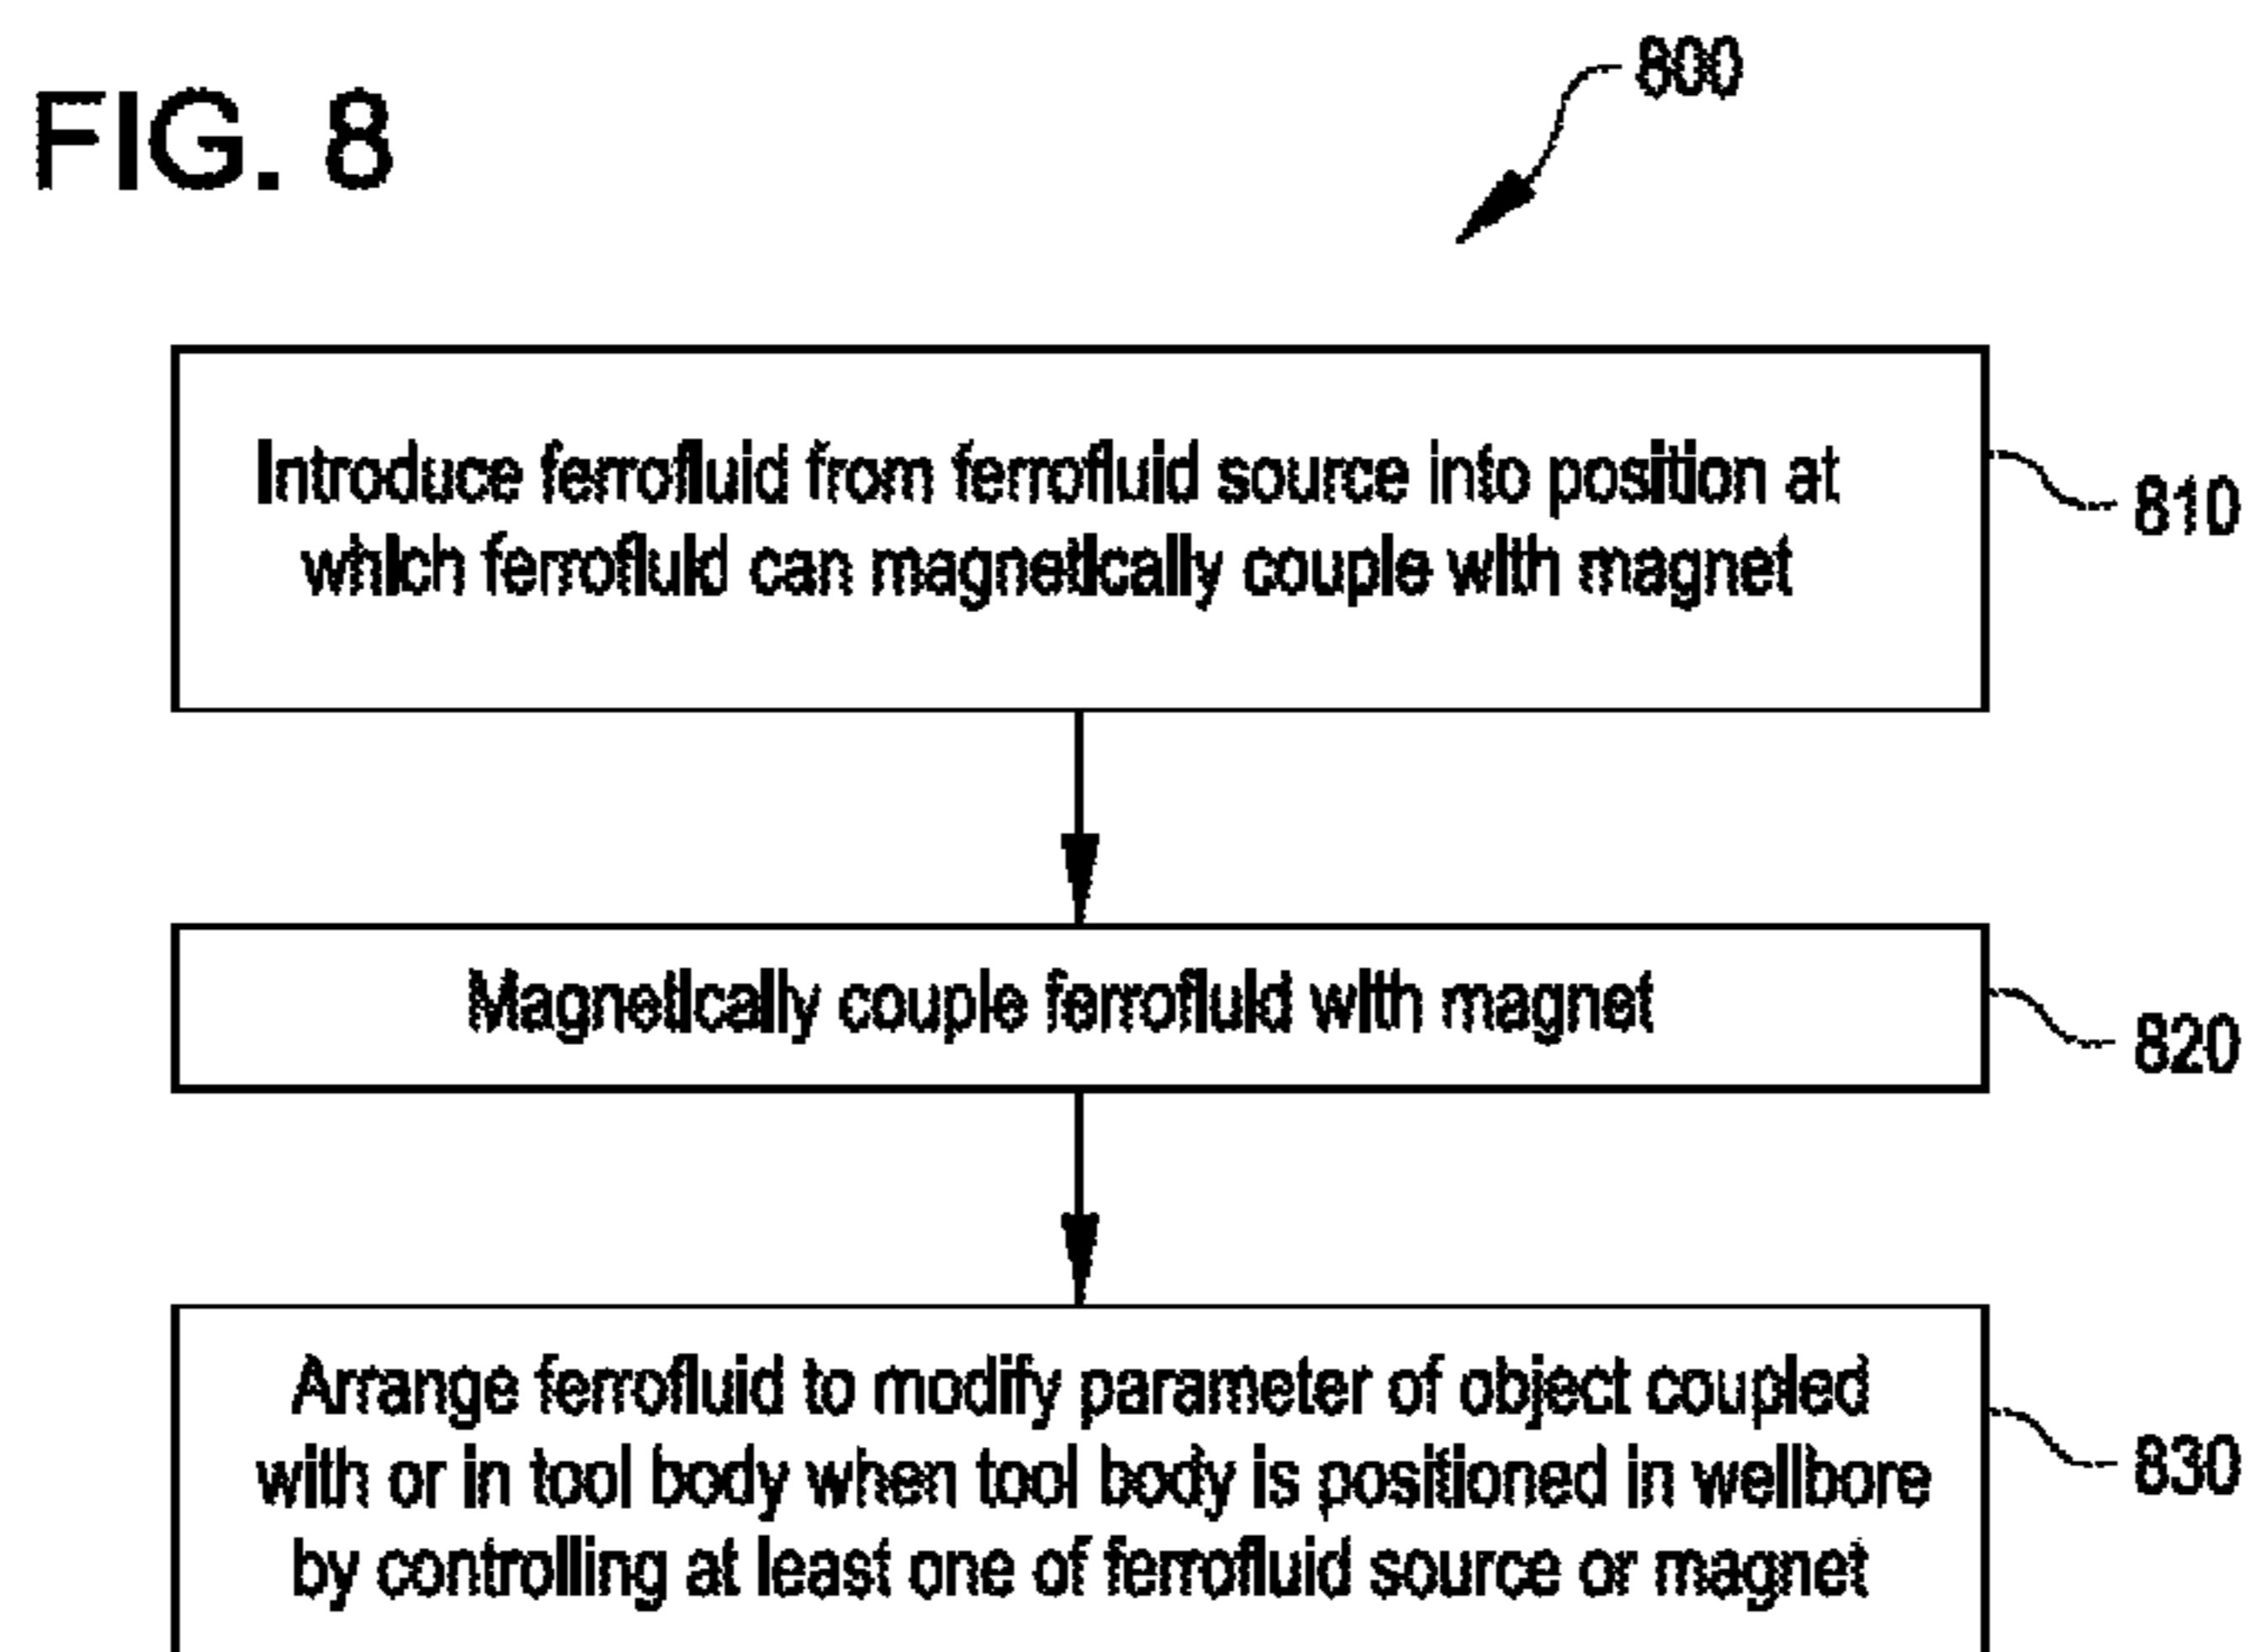 FIG. 8
800
Introduce ferrofluid from ferrofluid source into position at
which ferrofluid can magnetically couple with magnet
810
Magnetically couple ferrofluid with magnet
820
Arrange ferrofluid to modify parameter of object coupled
with or in tool body when tool body is positioned in wellbore
by controlling at least one of ferrofluid source or magnet
830